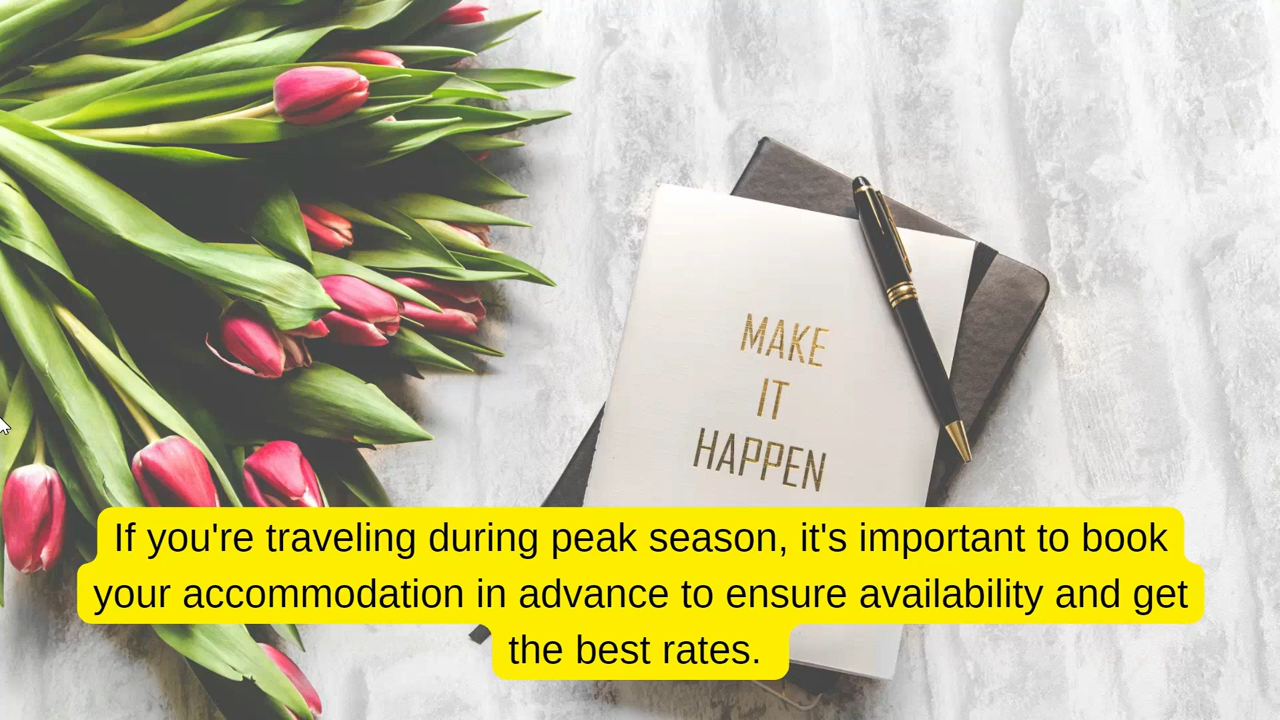 MAKE
IT
HAPPEN
If you're traveling during peak season, it's important to book
your accommodation in advance to ensure availability and get
the best rates.